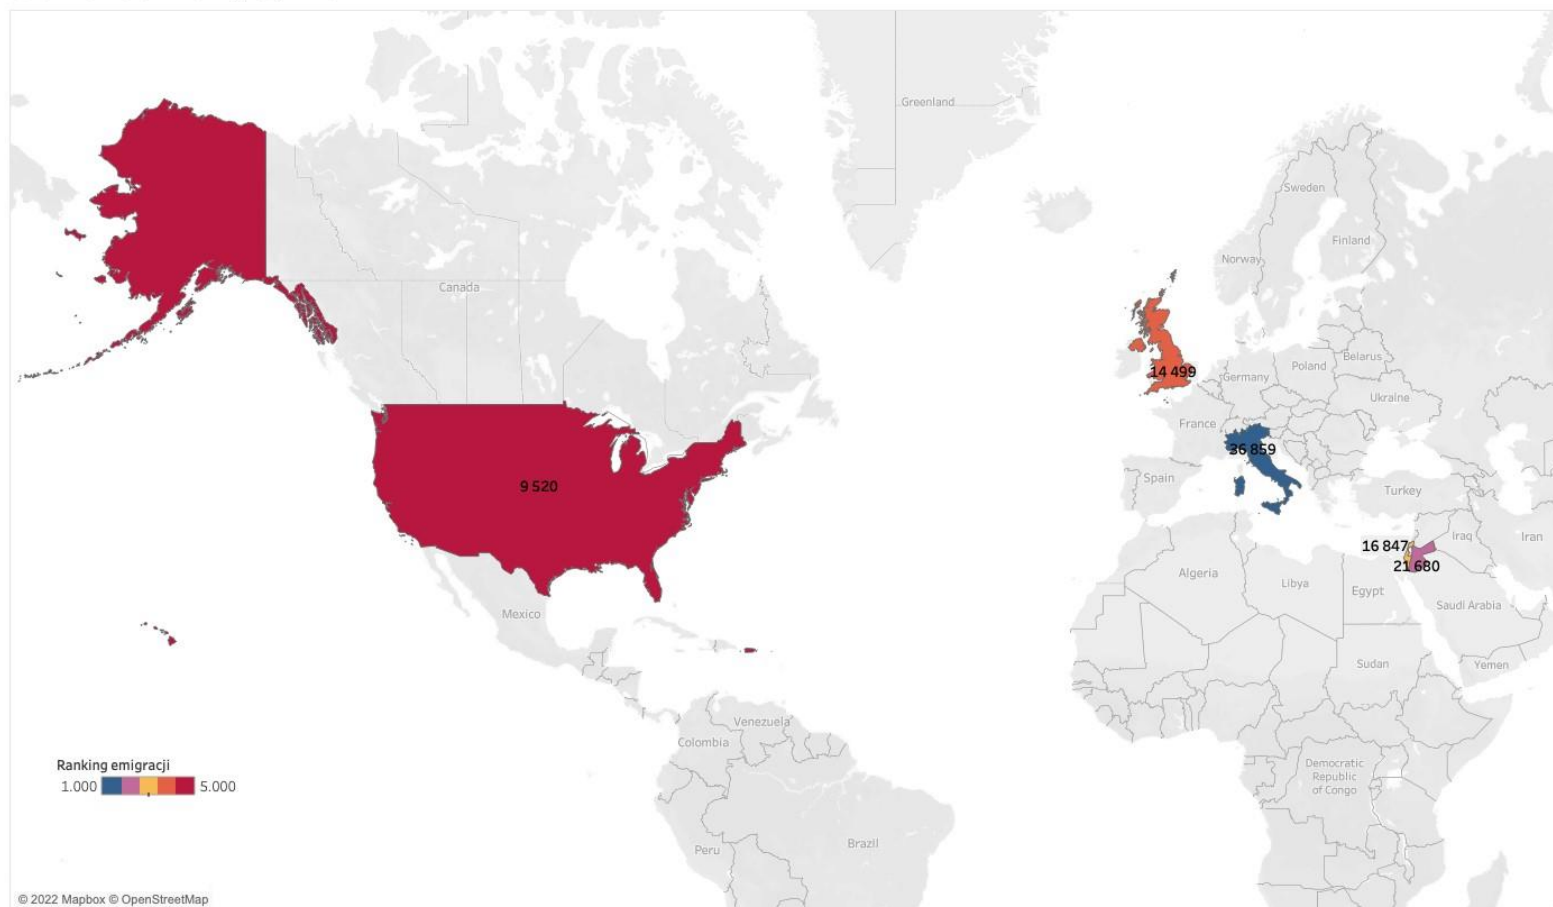 Greenland
Sweden
Finland
Norway
Canada
Belarus
Poland
14 499
Germany
Ukraine
France
36 859
Spain
9 520
Turkey
Iraq
Iran
16 847
21 680
Algeria
Libya
Egypt
Saudi Arabia
Mexico
Sudan
Yemen
Venezuela
Colombia
Democratic
Republic
of Congo
Ranking emigracji
1.000
5.000
Peru
Brazil
© 2022 Mapbox © OpenStreetMap